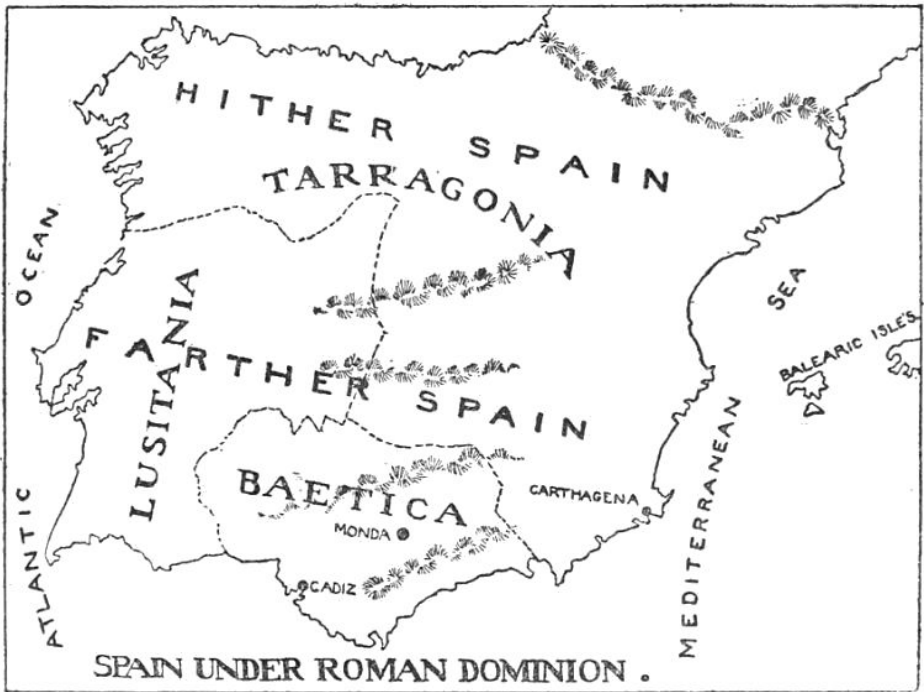 HITHER SPAIN
TARRAGONIA
ATLANTIC OCEAN
MEDITERRANEAN SEA
BALEARIC ISLES
LUSITANIA
FARTHER SPAIN
BAETICA
CARTHAGENA
MONDA
CADIZ
SPAIN UNDER ROMAN DOMINION .